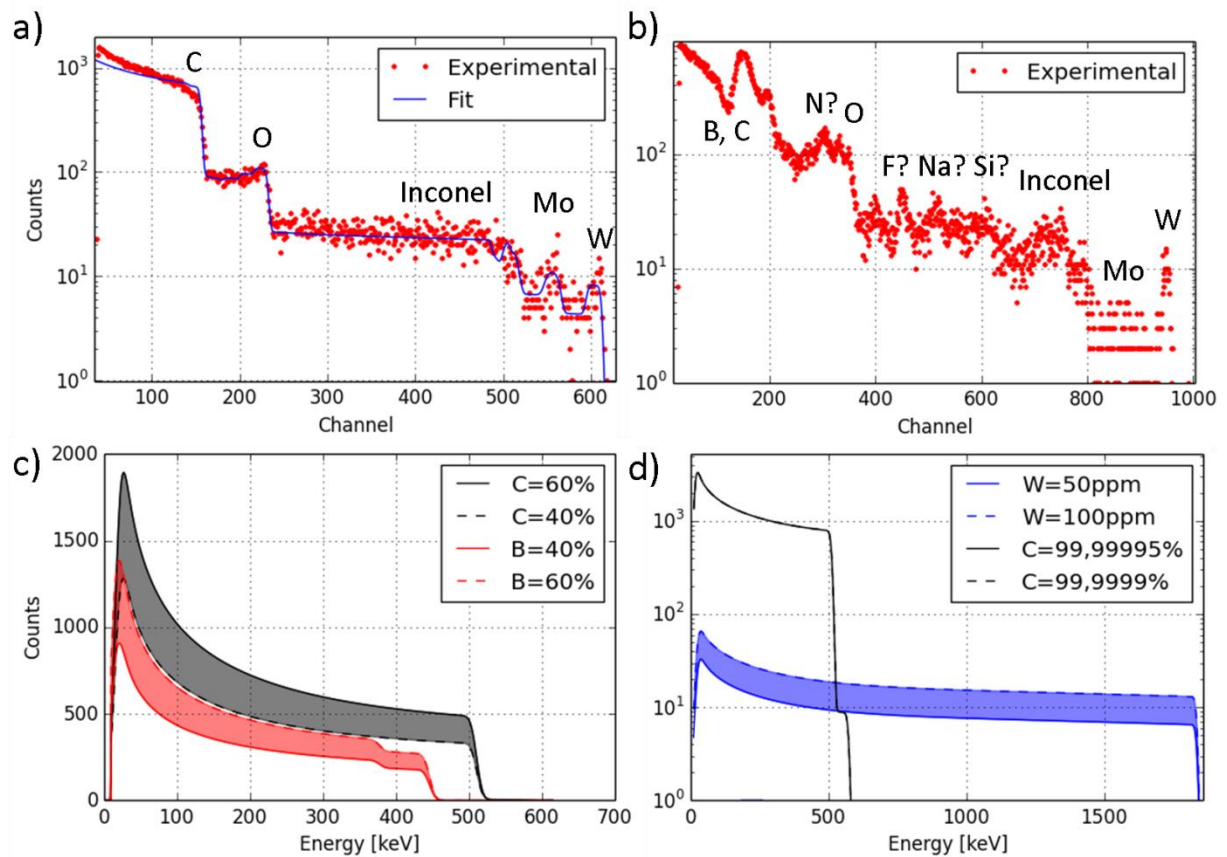 a)
10³
10²
10¹
10⁰
Counts
C
O
Inconel
Mo
W
Experimental
Fit
100 200 300 400 500 600
Channel
b)
10²
10¹
10⁰
B, C
N?
O
F? Na? Si?
Inconel
Mo
W
Experimental
200 400 600 800 1000
Channel
c)
2000
1500
1000
500
0
Counts
C=60%
C=40%
B=40%
B=60%
0 100 200 300 400 500 600 700
Energy [keV]
d)
10³
10²
10¹
10⁰
W=50ppm
W=100ppm
C=99,99995%
C=99,9999%
0 500 1000 1500
Energy [keV]